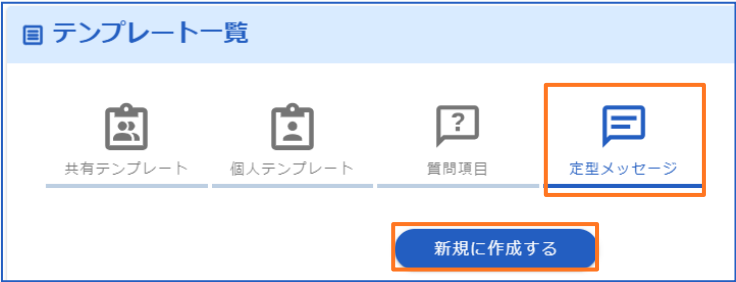 テンプレート一覧
共有テンプレート
個人テンプレート
?
質問項目
定型メッセージ
新規に作成する